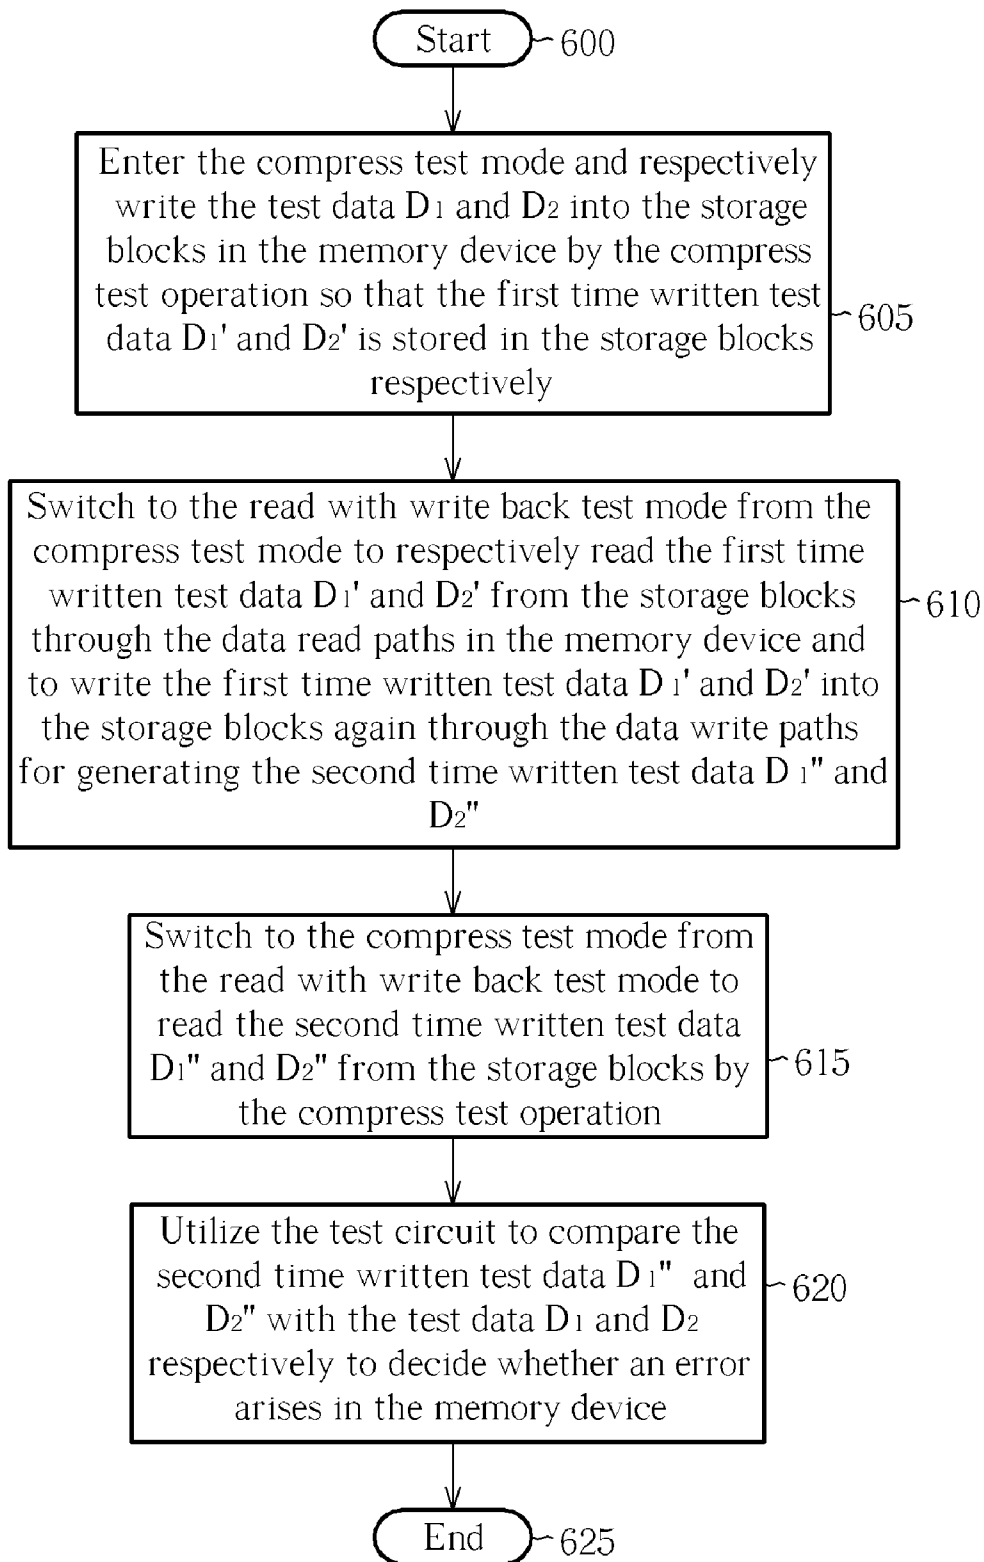 Start
600
Enter the compress test mode and respectively
write the test data D1 and D2 into the storage
blocks in the memory device by the compress
test operation so that the first time written test
data D1' and D2' is stored in the storage blocks
respectively
605
Switch to the read with write back test mode from the
compress test mode to respectively read the first time
written test data D1' and D2' from the storage blocks
through the data read paths in the memory device and
to write the first time written test data D1' and D2' into
the storage blocks again through the data write paths
for generating the second time written test data D1" and
D2"
610
Switch to the compress test mode from
the read with write back test mode to
read the second time written test data
D1" and D2" from the storage blocks by
the compress test operation
615
Utilize the test circuit to compare the
second time written test data D1" and
D2" with the test data D1 and D2
respectively to decide whether an error
arises in the memory device
620
End
625